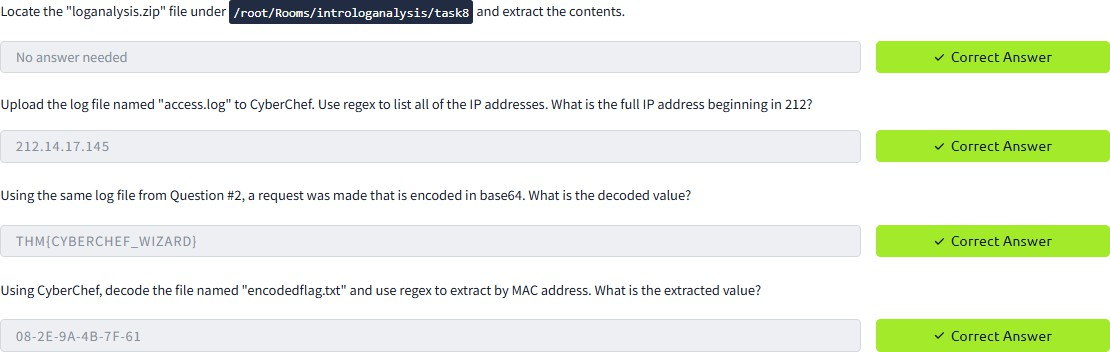 Locate the "loganalysis.zip" file under /root/Rooms/introloganalysis/task8 and extract the contents.
No answer needed
✓ Correct Answer
Upload the log file named "access.log" to CyberChef. Use regex to list all of the IP addresses. What is the full IP address beginning in 212?
212.14.17.145
✓ Correct Answer
Using the same log file from Question #2, a request was made that is encoded in base64. What is the decoded value?
THM{CYBERCHEF_WIZARD}
✓ Correct Answer
Using CyberChef, decode the file named "encodedflag.txt" and use regex to extract by MAC address. What is the extracted value?
08-2E-9A-4B-7F-61
✓ Correct Answer